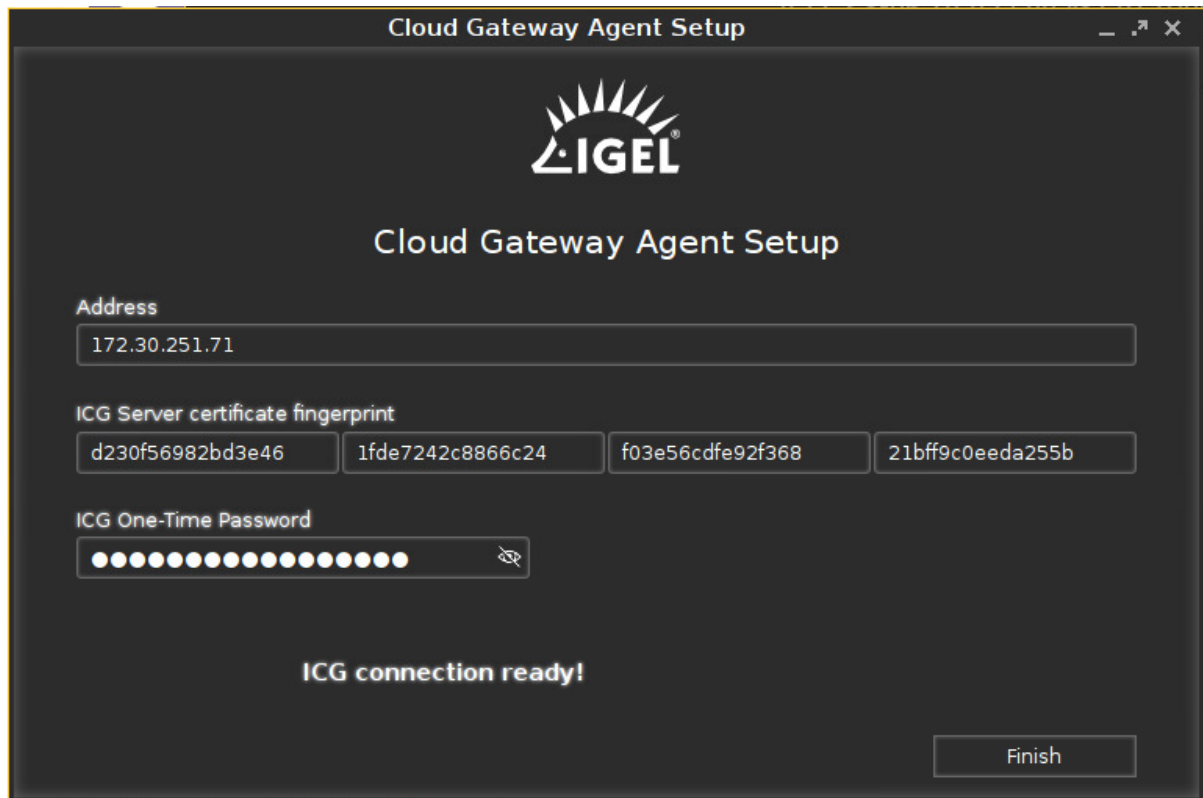 Cloud Gateway Agent Setup
IGEL®
Cloud Gateway Agent Setup
Address
172.30.251.71
ICG Server certificate fingerprint
d230f56982bd3e46 1fde7242c8866c24 f03e56cdfe92f368 21bff9c0eeda255b
ICG One-Time Password
●●●●●●●●●●●●●●●●●
ICG connection ready!
Finish